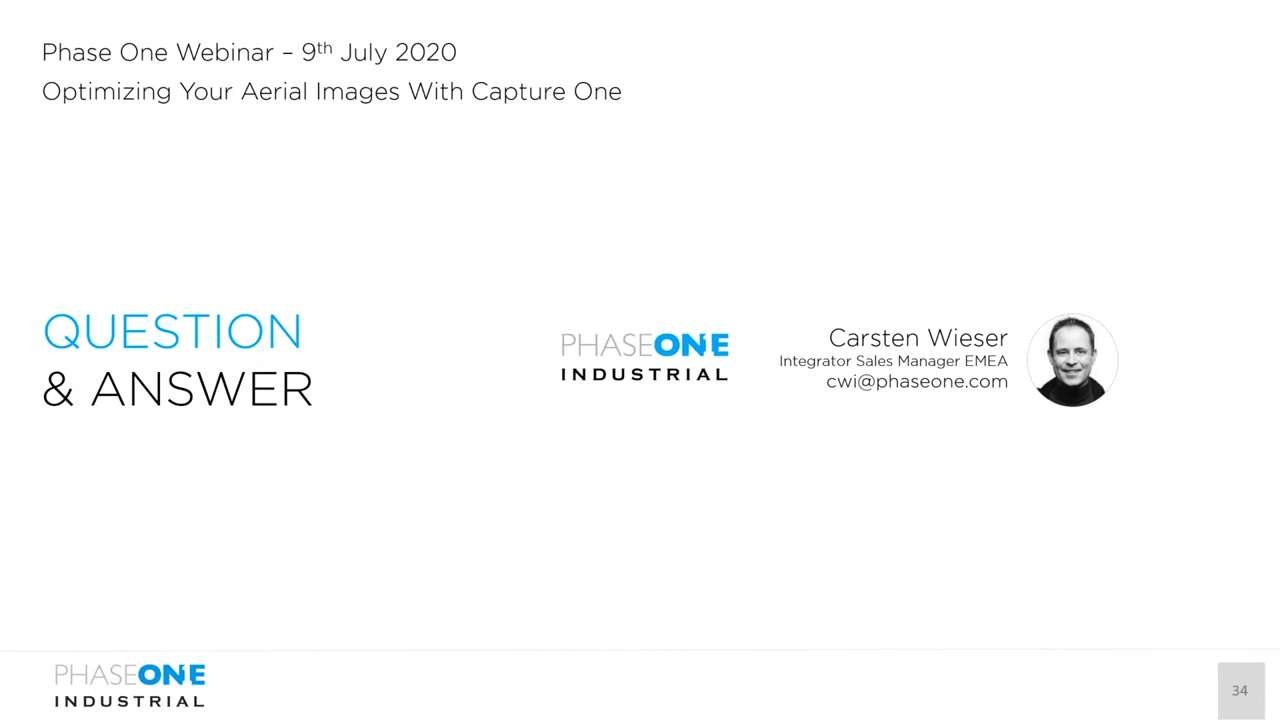 Phase One Webinar – 9th July 2020
Optimizing Your Aerial Images With Capture One
QUESTION
& ANSWER
PHASEONE
INDUSTRIAL
Carsten Wieser
Integrator Sales Manager EMEA
cwi@phaseone.com
PHASEONE
INDUSTRIAL
34